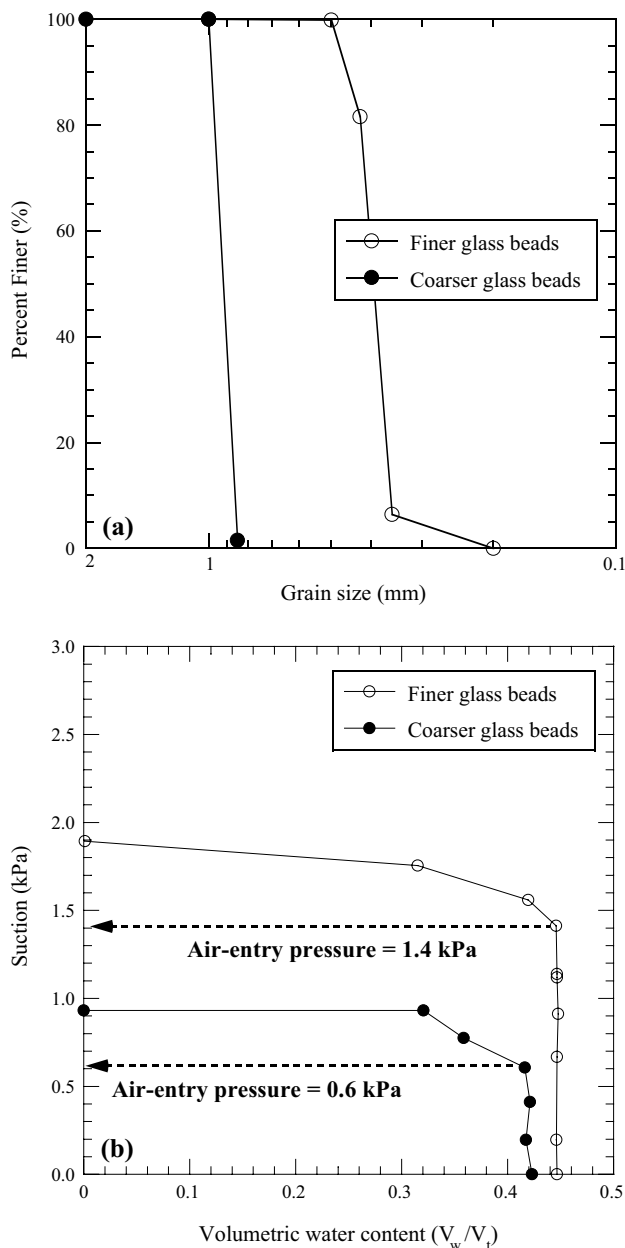 100
80
60
40
20
0
Percent Finer (%)
Finer glass beads
Coarser glass beads
(a)
2
1
0.1
Grain size (mm)
3.0
2.5
2.0
1.5
1.0
0.5
0.0
Suction (kPa)
Finer glass beads
Coarser glass beads
Air-entry pressure = 1.4 kPa
Air-entry pressure = 0.6 kPa
(b)
0
0.1
0.2
0.3
0.4
0.5
Volumetric water content (V_w/V_t)